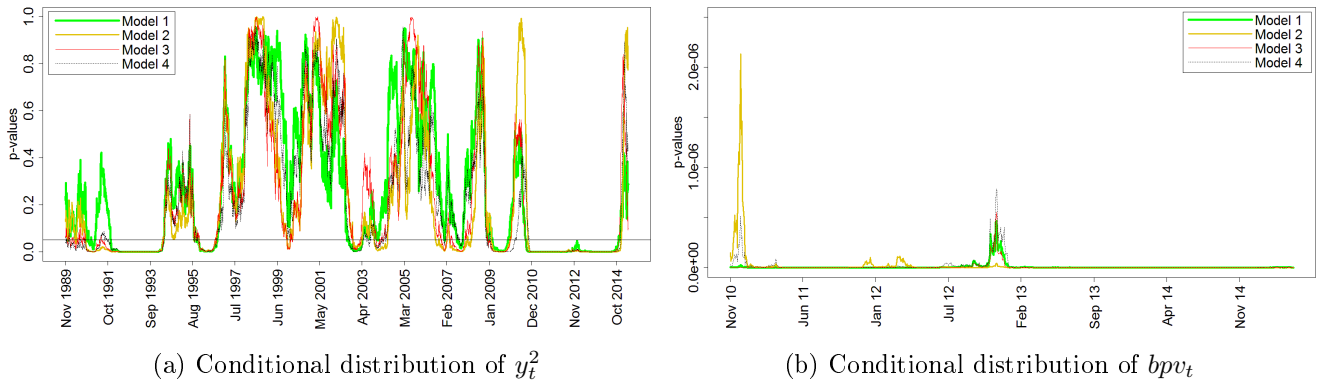 Model 1
Model 2
Model 3
Model 4
p-values
1.0
0.8
0.6
0.4
0.2
0.0
Nov 1989
Oct 1991
Sep 1993
Aug 1995
Jul 1997
Jun 1999
May 2001
Apr 2003
Mar 2005
Feb 2007
Jan 2009
Dec 2010
Nov 2012
Oct 2014
(a) Conditional distribution of $y_t^2$
Model 1
Model 2
Model 3
Model 4
p-values
2.0e-06
1.0e-06
0.0e+00
Nov 10
Jun 11
Jan 12
Jul 12
Feb 13
Sep 13
Apr 14
Nov 14
(b) Conditional distribution of $bpv_t$